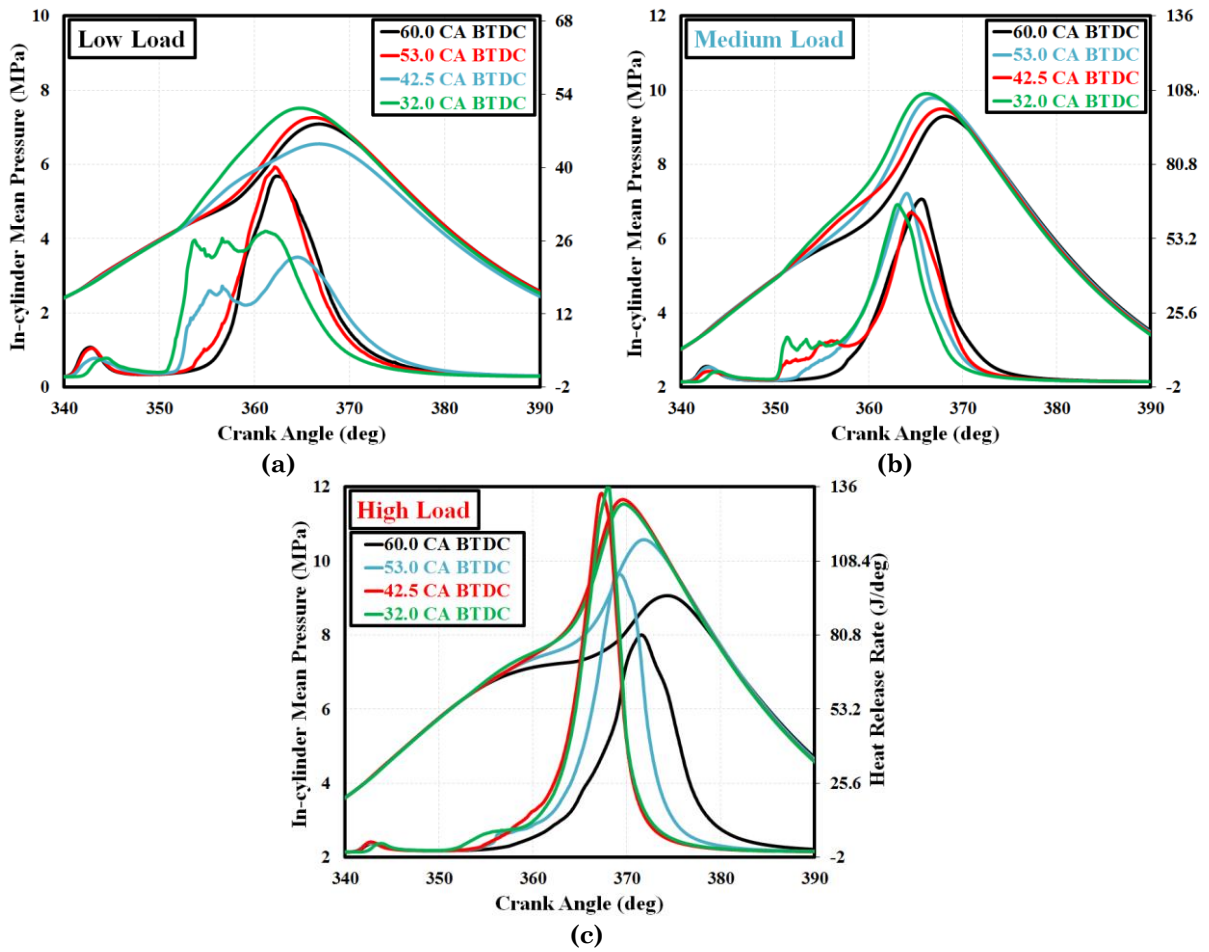 Low Load
60.0 CA BTDC
53.0 CA BTDC
42.5 CA BTDC
32.0 CA BTDC
In-cylinder Mean Pressure (MPa)
10
8
6
4
2
0
68
54
40
26
12
-2
340 350 360 370 380 390
Crank Angle (deg)
(a)
Medium Load
60.0 CA BTDC
53.0 CA BTDC
42.5 CA BTDC
32.0 CA BTDC
In-cylinder Mean Pressure (MPa)
12
10
8
6
4
2
136
108.4
80.8
53.2
25.6
-2
340 350 360 370 380 390
Crank Angle (deg)
(b)
High Load
60.0 CA BTDC
53.0 CA BTDC
42.5 CA BTDC
32.0 CA BTDC
In-cylinder Mean Pressure (MPa)
12
10
8
6
4
2
136
108.4
80.8
53.2
25.6
-2
Heat Release Rate (J/deg)
340 350 360 370 380 390
Crank Angle (deg)
(c)